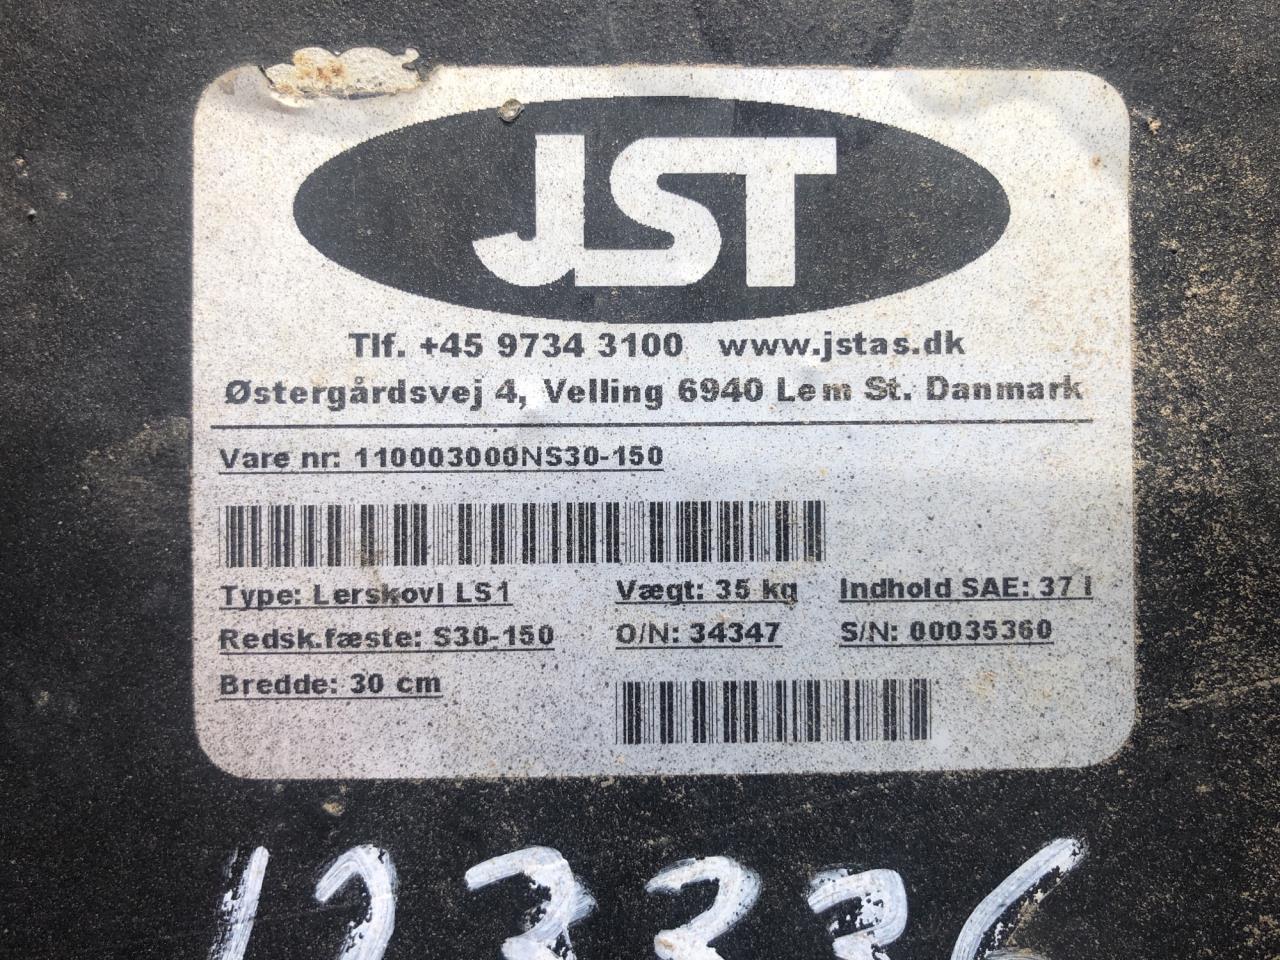 JST
Tlf. +45 9734 3100 www.jstas.dk
Østergårdsvej 4, Velling 6940 Lem St. Danmark
Vare nr: 110003000NS30-150
Type: Lerskovl LS1 Vægt: 35 kg Indhold SAE: 37 l
Redsk.fæste: S30-150 O/N: 34347 S/N: 00035360
Bredde: 30 cm